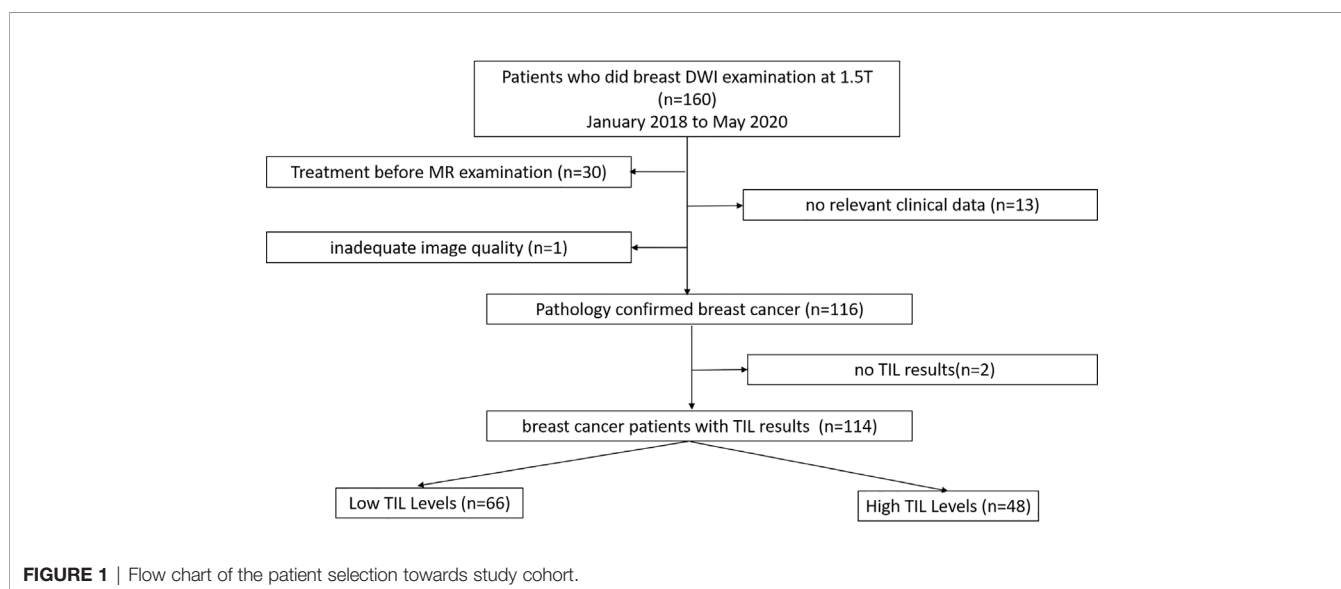 Patients who did breast DWI examination at 1.5T
(n=160)
January 2018 to May 2020
Treatment before MR examination (n=30)
no relevant clinical data (n=13)
inadequate image quality (n=1)
Pathology confirmed breast cancer (n=116)
no TIL results(n=2)
breast cancer patients with TIL results (n=114)
Low TIL Levels (n=66)
High TIL Levels (n=48)
FIGURE 1 | Flow chart of the patient selection towards study cohort.